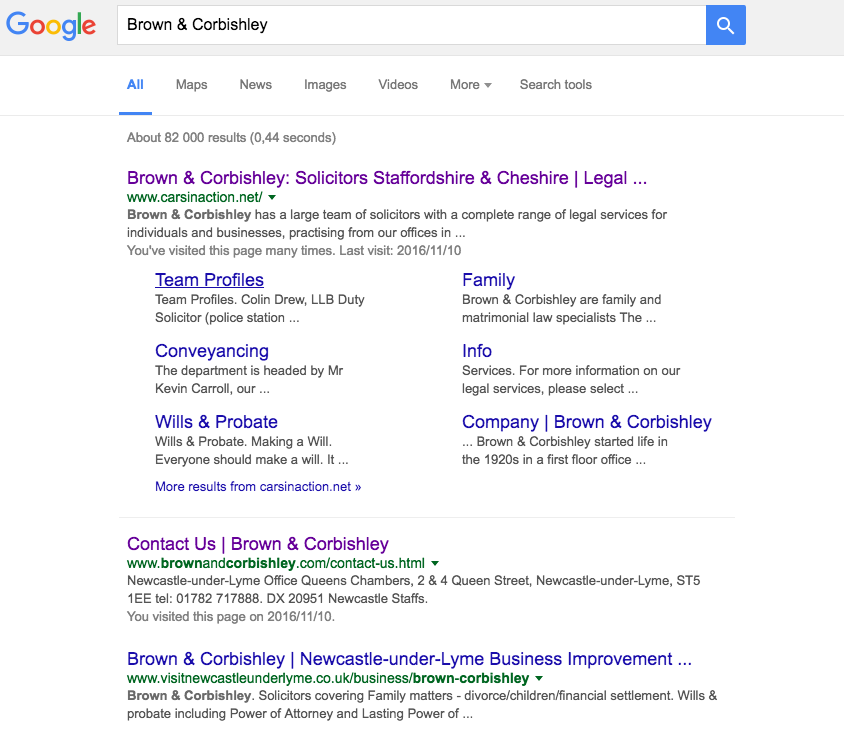 Google
Brown & Corbishley
All Maps News Images Videos More Search tools
About 82 000 results (0,44 seconds)
Brown & Corbishley: Solicitors Staffordshire & Cheshire | Legal ...
www.carsinaction.net/
Brown & Corbishley has a large team of solicitors with a complete range of legal services for
individuals and businesses, practising from our offices in ...
You've visited this page many times. Last visit: 2016/11/10
Team Profiles
Team Profiles. Colin Drew, LLB Duty
Solicitor (police station ...
Family
Brown & Corbishley are family and
matrimonial law specialists The ...
Conveyancing
The department is headed by Mr
Kevin Carroll, our ...
Info
Services. For more information on our
legal services, please select ...
Wills & Probate
Wills & Probate. Making a Will.
Everyone should make a will. It ...
Company | Brown & Corbishley
... Brown & Corbishley started life in
the 1920s in a first floor office ...
More results from carsinaction.net »
Contact Us | Brown & Corbishley
www.brownandcorbishley.com/contact-us.html
Newcastle-under-Lyme Office Queens Chambers, 2 & 4 Queen Street, Newcastle-under-Lyme, ST5
1EE tel: 01782 717888. DX 20951 Newcastle Staffs.
You visited this page on 2016/11/10.
Brown & Corbishley | Newcastle-under-Lyme Business Improvement ...
www.visitnewcastleunderlyme.co.uk/business/brown-corbishley
Brown & Corbishley. Solicitors covering Family matters - divorce/children/financial settlement. Wills &
probate including Power of Attorney and Lasting Power of ...